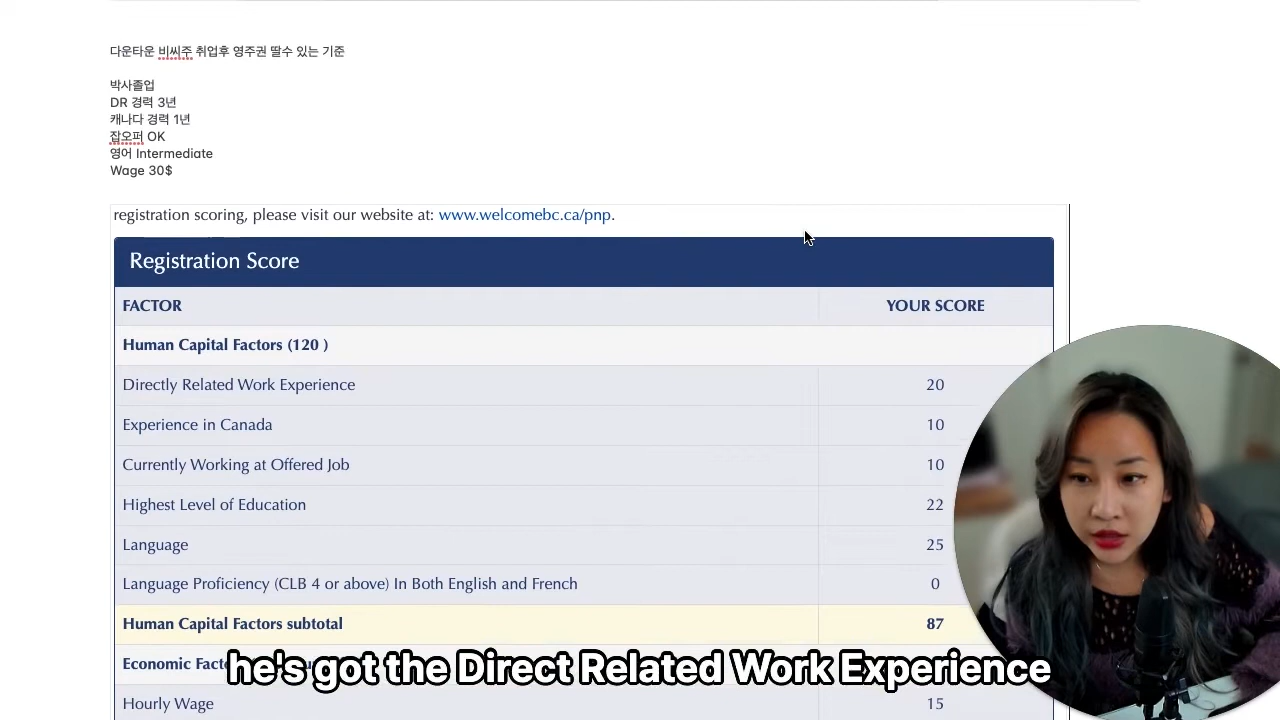 다운타운 비씨주 취업후 영주권 딸수 있는 기준
박사졸업
DR 경력 3년
캐나다 경력 1년
잡오퍼 OK
영어 Intermediate
Wage 30$
registration scoring, please visit our website at: www.welcomebc.ca/pnp.
Registration Score
FACTOR YOUR SCORE
Human Capital Factors (120 )
Directly Related Work Experience 20
Experience in Canada 10
Currently Working at Offered Job 10
Highest Level of Education 22
Language 25
Language Proficiency (CLB 4 or above) In Both English and French 0
Human Capital Factors subtotal 87
Economic
he's got the Direct Related Work Experience
Hourly Wage 15